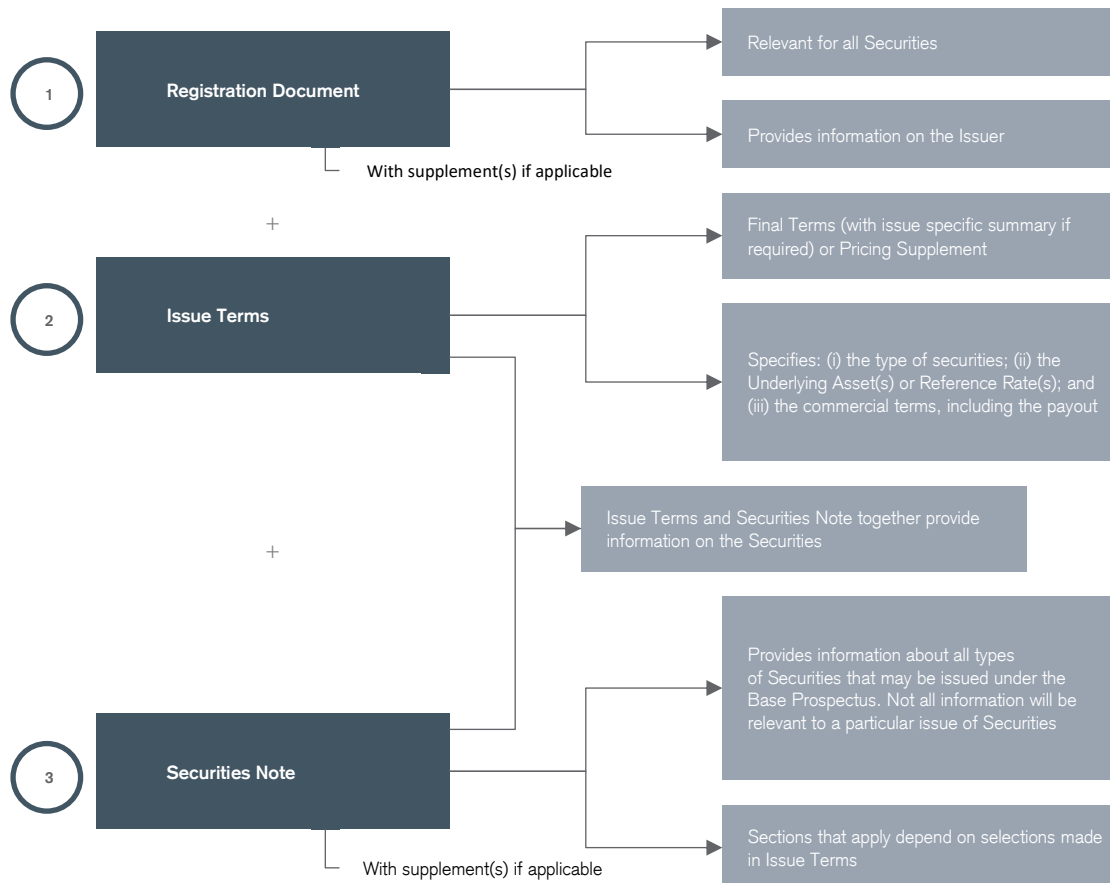 1
Registration Document
With supplement(s) if applicable
Relevant for all Securities
Provides information on the Issuer
+
2
Issue Terms
Final Terms (with issue specific summary if
required) or Pricing Supplement
Specifies: (i) the type of securities; (ii) the
Underlying Asset(s) or Reference Rate(s); and
(iii) the commercial terms, including the payout
Issue Terms and Securities Note together provide
information on the Securities
+
3
Securities Note
With supplement(s) if applicable
Provides information about all types
of Securities that may be issued under the
Base Prospectus. Not all information will be
relevant to a particular issue of Securities
Sections that apply depend on selections made
in Issue Terms